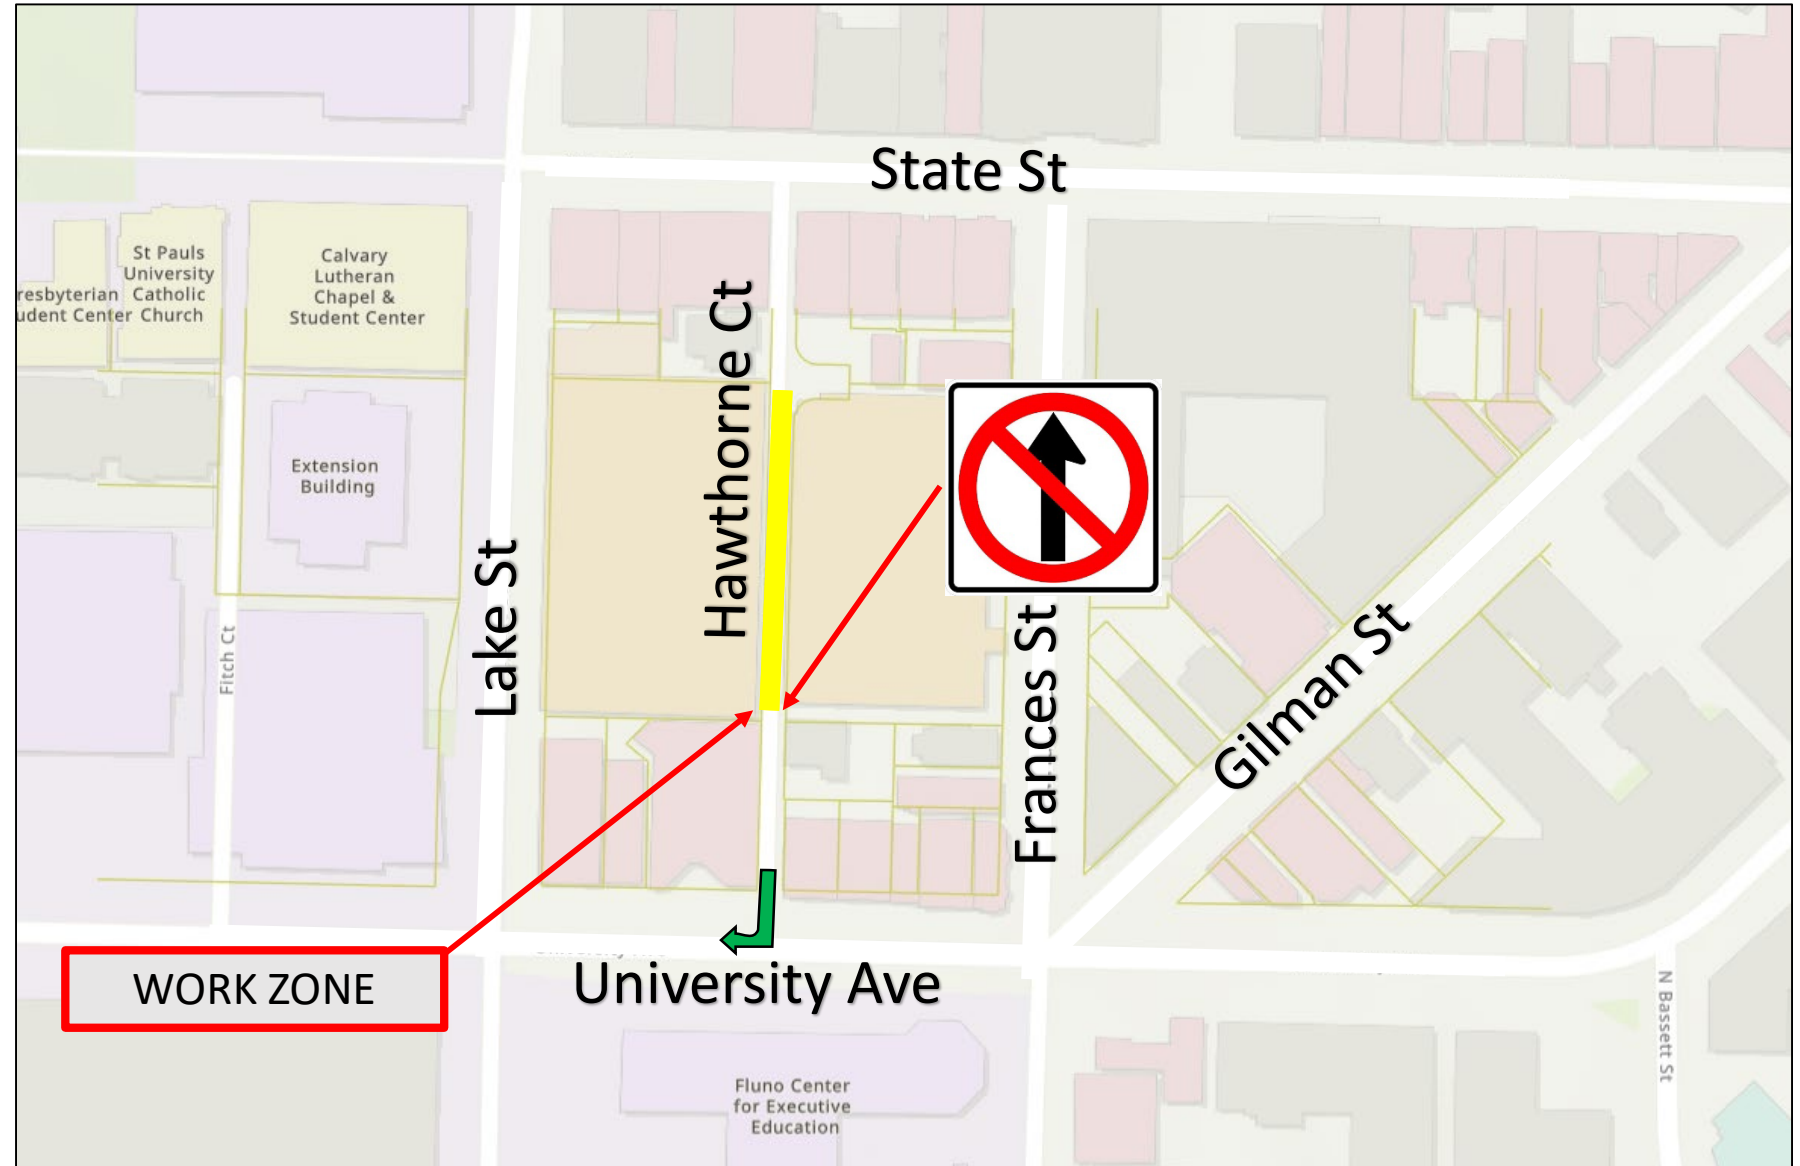 State St
St Pauls
University
Catholic
Church
Calvary
Lutheran
Chapel &
Student Center
resbyterian
udent Center
Hawthorne Ct
Extension
Building
Lake St
Frances St
Gilman St
Fitch Ct
WORK ZONE
University Ave
N Bassett St
Fluno Center
for Executive
Education